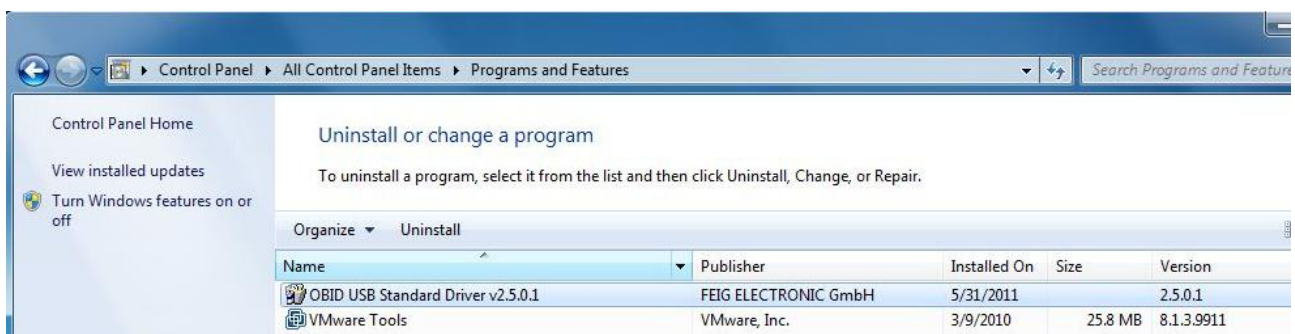 Control Panel ▸ All Control Panel Items ▸ Programs and Features
Search Programs and Feature
Control Panel Home
View installed updates
Turn Windows features on or
off
Uninstall or change a program
To uninstall a program, select it from the list and then click Uninstall, Change, or Repair.
Organize Uninstall
Name Publisher Installed On Size Version
OBID USB Standard Driver v2.5.0.1 FEIG ELECTRONIC GmbH 5/31/2011 2.5.0.1
VMware Tools VMware, Inc. 3/9/2010 25.8 MB 8.1.3.9911